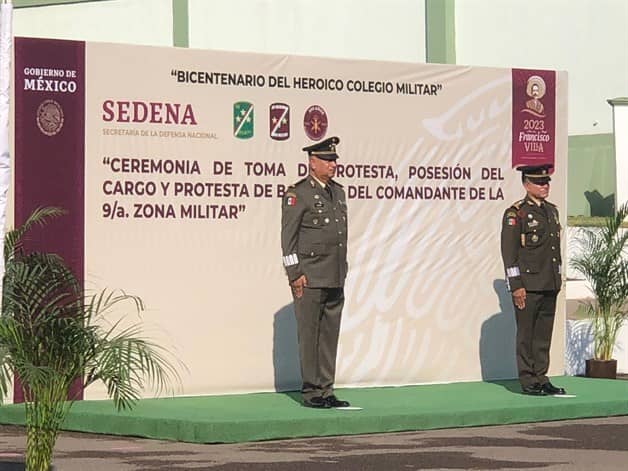 GOBIERNO DE
MÉXICO
"BICENTENARIO DEL HEROICO COLEGIO MILITAR"
SEDENA
SECRETARÍA DE LA DEFENSA NACIONAL
2023
Francisco
VILLA
"CEREMONIA DE TOMA DE PROTESTA, POSESIÓN DEL
CARGO Y PROTESTA DE DEL COMANDANTE DE LA
9/a. ZONA MILITAR"